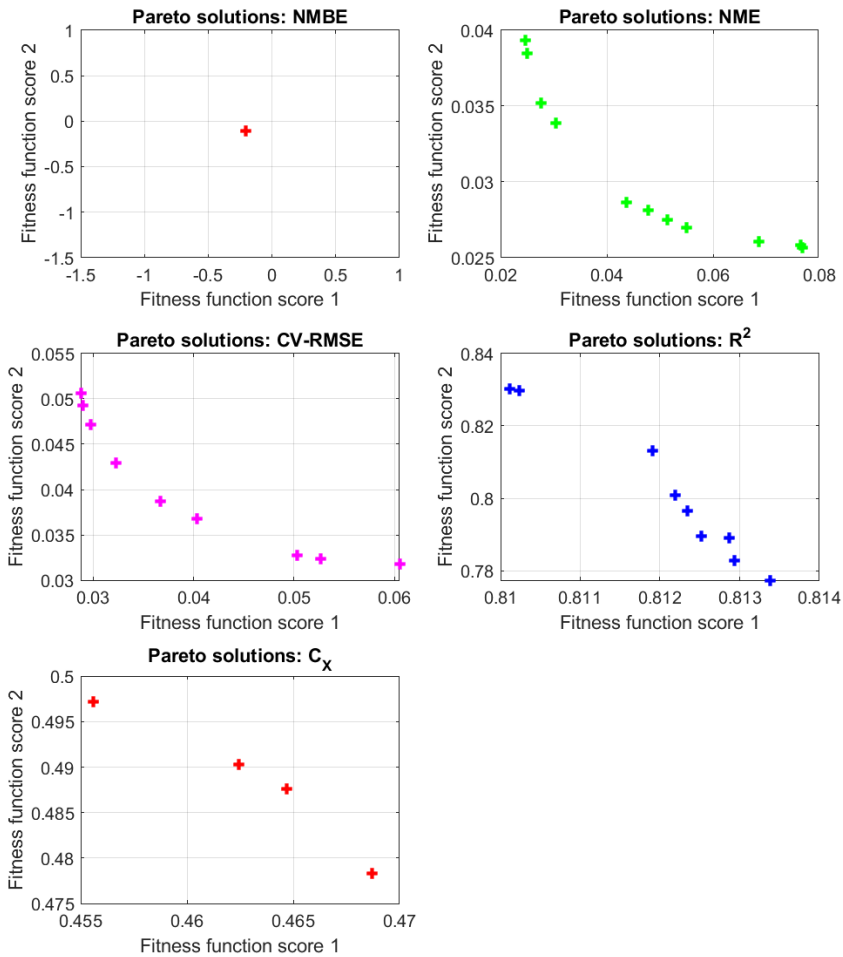 Pareto solutions: NMBE
1
0.5
0
-0.5
-1
-1.5
-1.5 -1 -0.5 0 0.5 1
Fitness function score 2
Fitness function score 1
Pareto solutions: NME
0.04
0.035
0.03
0.025
0.02 0.04 0.06 0.08
Fitness function score 2
Fitness function score 1
Pareto solutions: CV-RMSE
0.055
0.05
0.045
0.04
0.035
0.03
0.03 0.04 0.05 0.06
Fitness function score 2
Fitness function score 1
Pareto solutions: R²
0.84
0.82
0.8
0.78
0.81 0.811 0.812 0.813 0.814
Fitness function score 2
Fitness function score 1
Pareto solutions: Cₓ
0.5
0.495
0.49
0.485
0.48
0.475
0.455 0.46 0.465 0.47
Fitness function score 2
Fitness function score 1